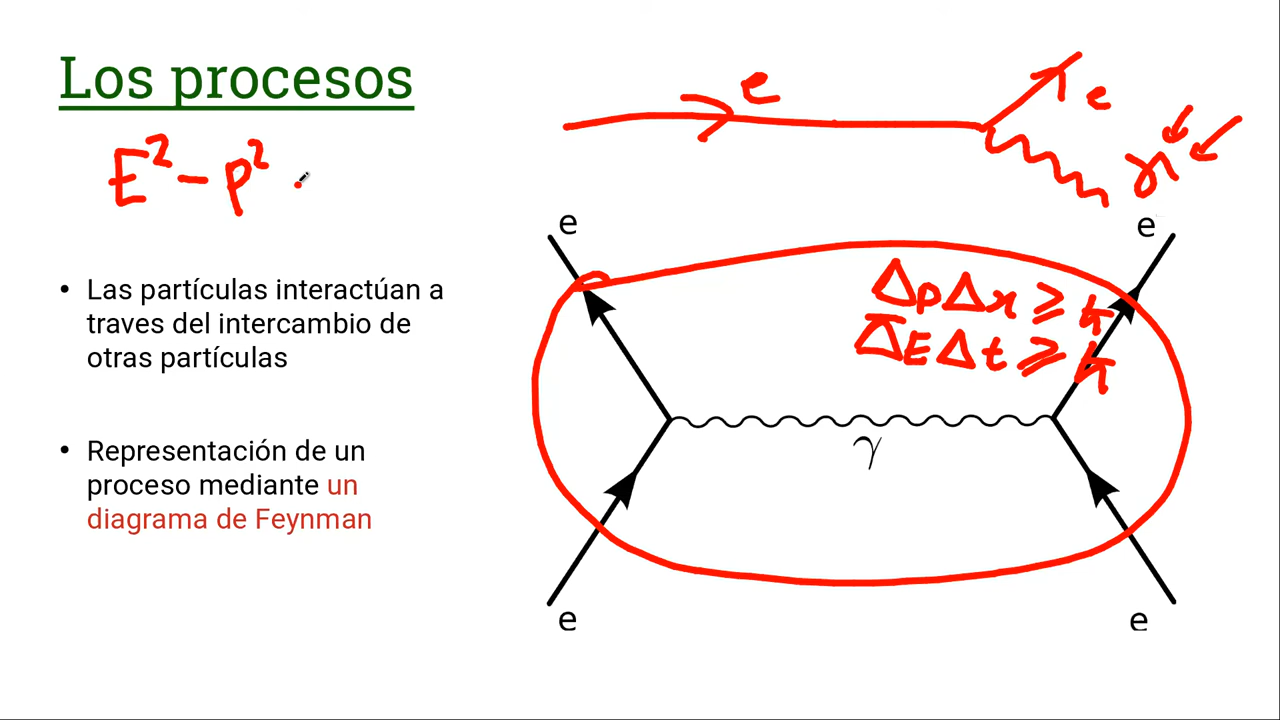 Los procesos
E² - p²
e
e
γ
• Las partículas interactúan a
traves del intercambio de
otras partículas
• Representación de un
proceso mediante un
diagrama de Feynman
e
e
ΔpΔx ≥ ħ
ΔEΔt ≥ ħ
γ
e
e